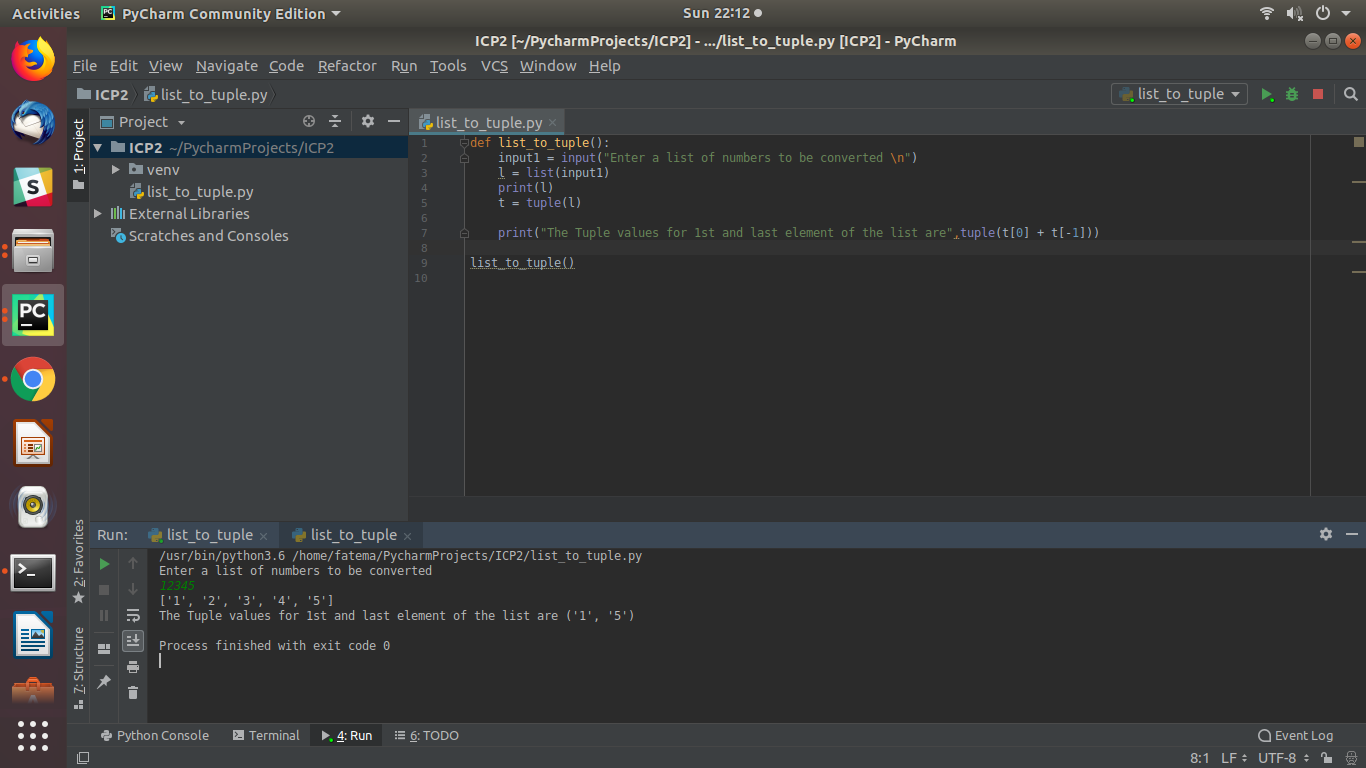 Activities PyCharm Community Edition Sun 22:12
ICP2 [~/PycharmProjects/ICP2] - .../list_to_tuple.py [ICP2] - PyCharm
File Edit View Navigate Code Refactor Run Tools VCS Window Help
ICP2 list_to_tuple.py list_to_tuple
1: Project
Project
ICP2 ~/PycharmProjects/ICP2
venv
list_to_tuple.py
External Libraries
Scratches and Consoles
list_to_tuple.py
1 def list_to_tuple():
2 input1 = input("Enter a list of numbers to be converted \n")
3 l = list(input1)
4 print(l)
5 t = tuple(l)
6
7 print("The Tuple values for 1st and last element of the list are",tuple(t[0] + t[-1]))
8
9 list_to_tuple()
10
S
PC
2: Favorites
7: Structure
Run: list_to_tuple list_to_tuple
/usr/bin/python3.6 /home/fatema/PycharmProjects/ICP2/list_to_tuple.py
Enter a list of numbers to be converted
12345
['1', '2', '3', '4', '5']
The Tuple values for 1st and last element of the list are ('1', '5')
Process finished with exit code 0
Python Console Terminal 4: Run 6: TODO Event Log
8:1 LF UTF-8